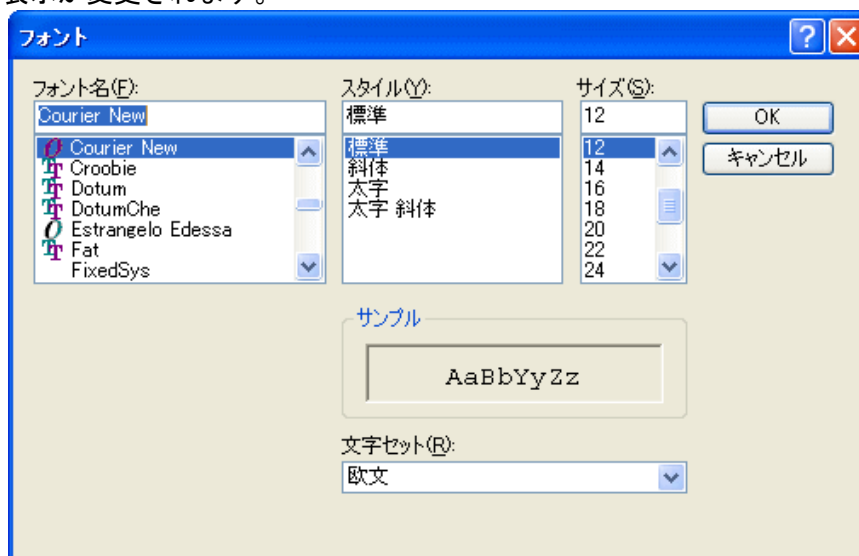 表示が変更されます。
フォント
フォント名(F):
Courier New
Courier New
Croobie
Dotum
DotumChe
Estrangelo Edessa
Fat
FixedSys
スタイル(Y):
標準
標準
斜体
太字
太字 斜体
サイズ(S):
12
12
14
16
18
20
22
24
OK
キャンセル
サンプル
AaBbYyZz
文字セット(R):
欧文